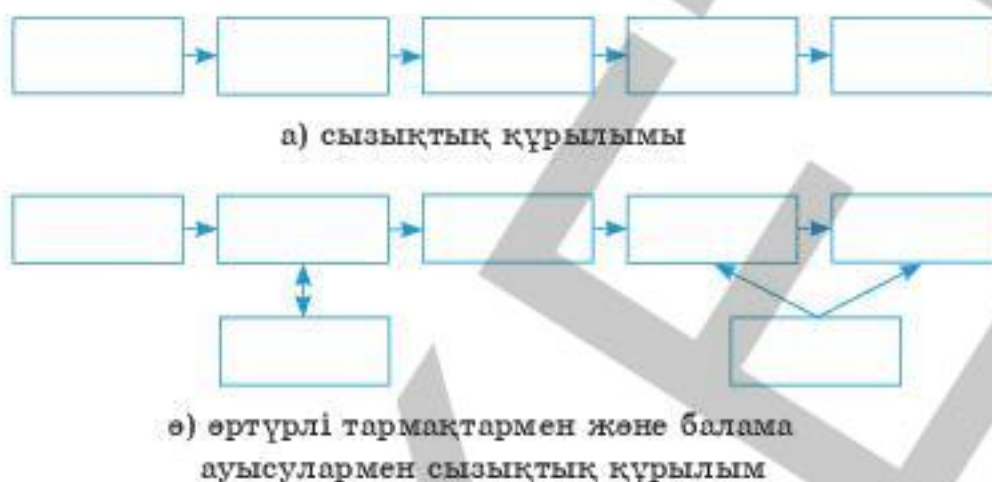 а) сызықтық құрылымы
ә) әртүрлі тармақтармен және балама
ауысулармен сызықтық құрылым